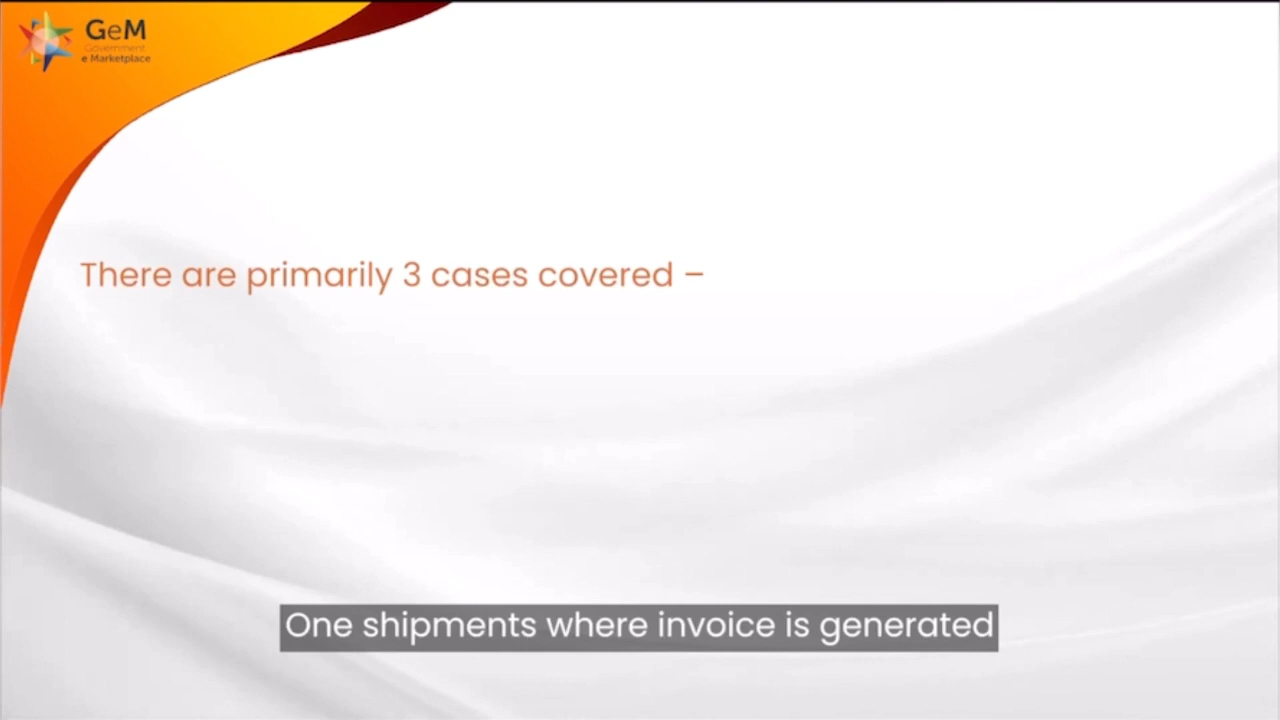 GeM
Government
e Marketplace
There are primarily 3 cases covered –
One shipments where invoice is generated